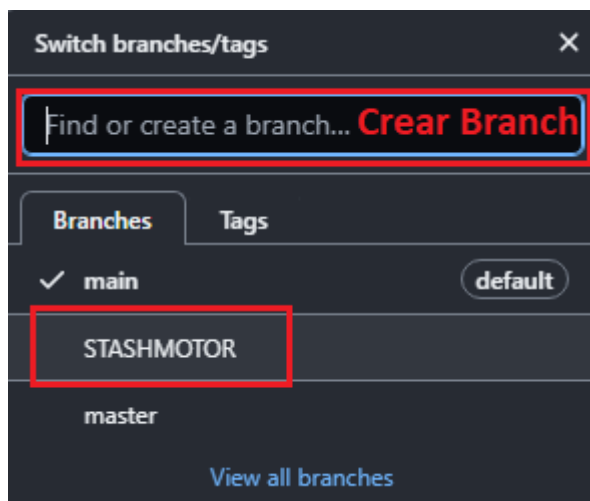 Switch branches/tags
Find or create a branch... Crear Branch
Branches Tags
main default
STASHMOTOR
master
View all branches